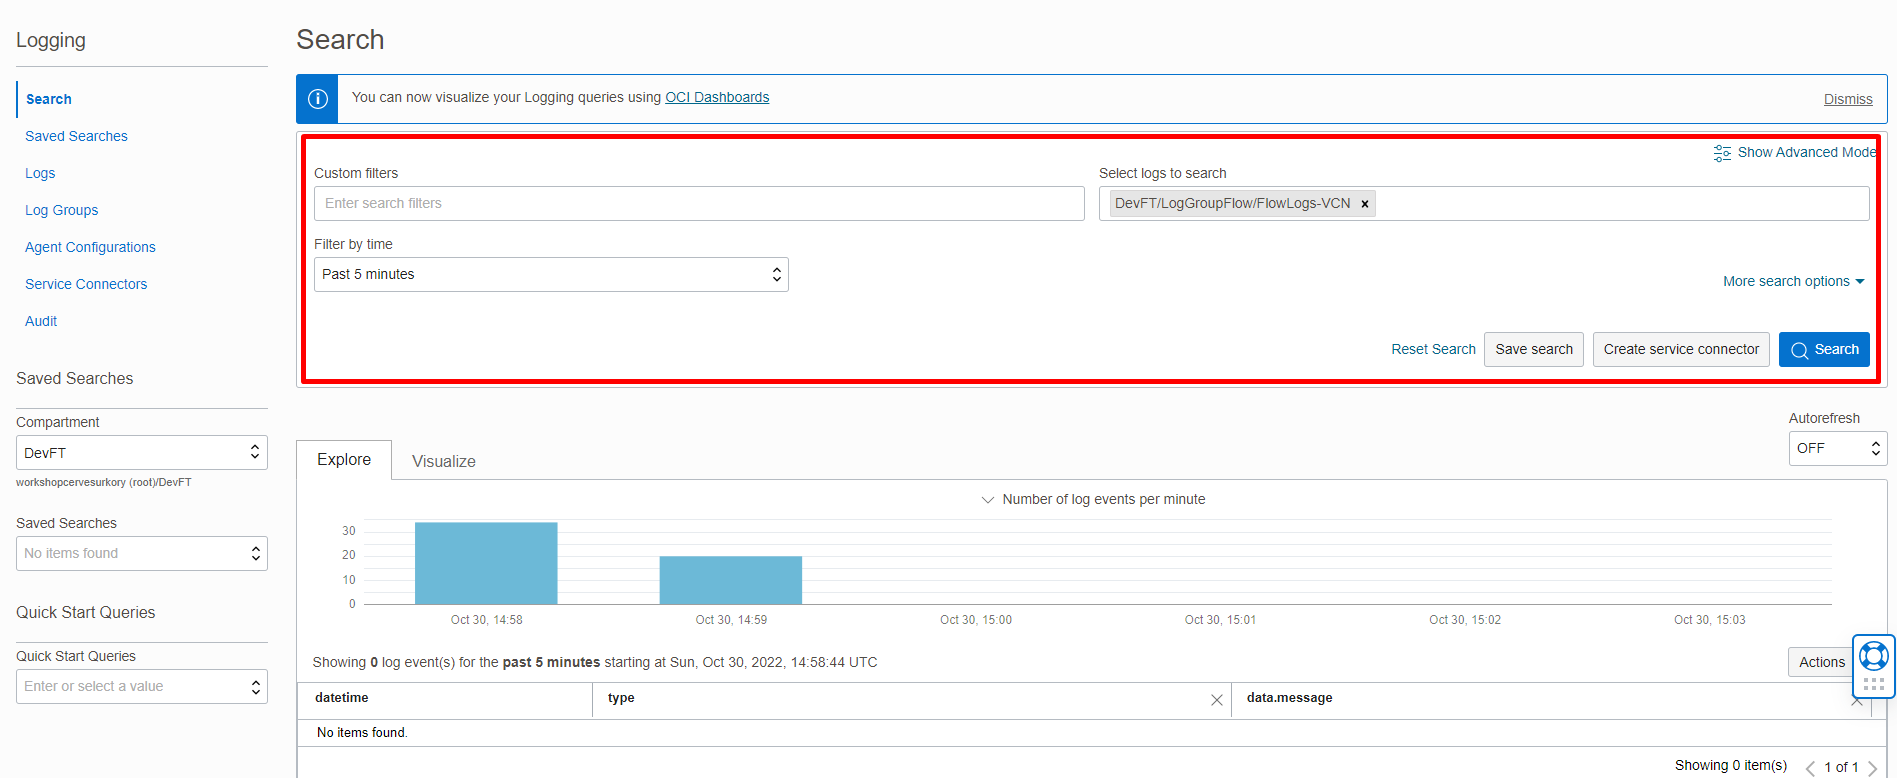 Logging
Search
Saved Searches
Logs
Log Groups
Agent Configurations
Service Connectors
Audit
Saved Searches
Compartment
DevFT
workshopcervesurkory (root)/DevFT
Saved Searches
No items found
Quick Start Queries
Quick Start Queries
Enter or select a value
Search
You can now visualize your Logging queries using OCI Dashboards
Dismiss
Show Advanced Mode
Custom filters
Enter search filters
Select logs to search
DevFT/LogGroupFlow/FlowLogs-VCN ×
Filter by time
Past 5 minutes
More search options
Reset Search Save search Create service connector Search
Autorefresh
OFF
Explore Visualize
Number of log events per minute
30
20
10
0
Oct 30, 14:58 Oct 30, 14:59 Oct 30, 15:00 Oct 30, 15:01 Oct 30, 15:02 Oct 30, 15:03
Showing 0 log event(s) for the past 5 minutes starting at Sun, Oct 30, 2022, 14:58:44 UTC
Actions
datetime type data.message
No items found.
Showing 0 item(s) 1 of 1